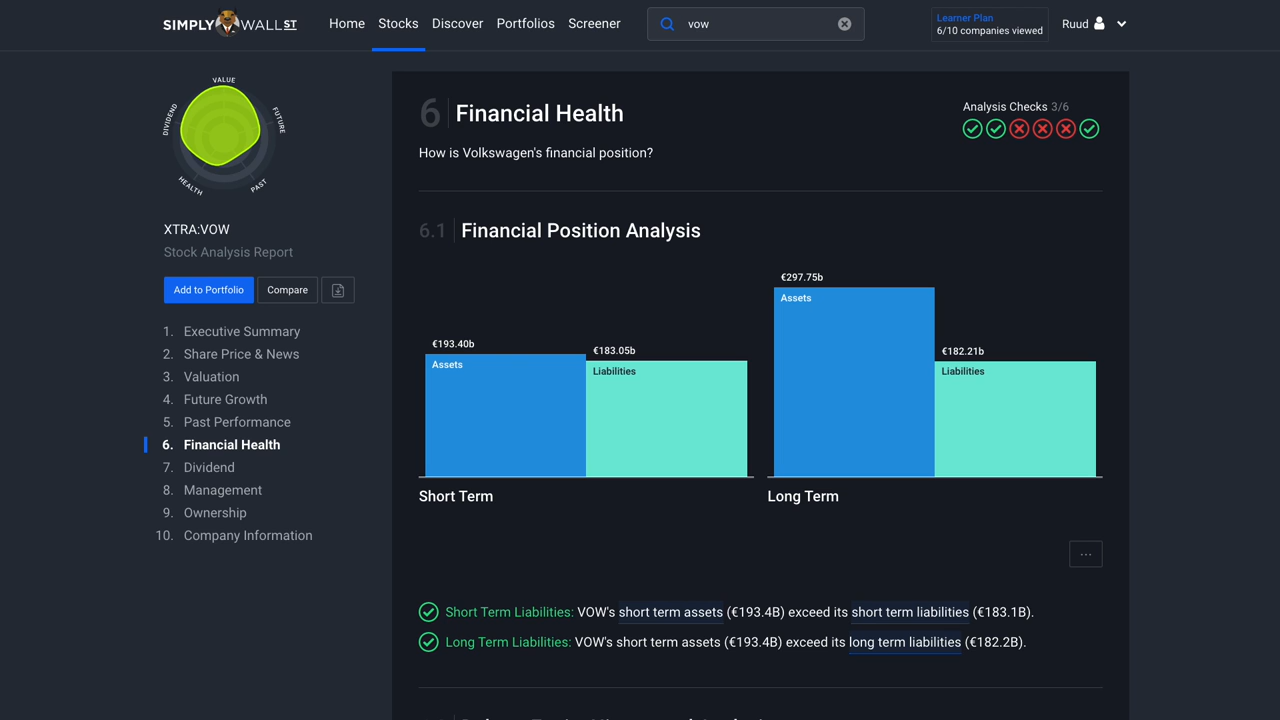 SIMPLY WALL ST
Home Stocks Discover Portfolios Screener
vow
Learner Plan
6/10 companies viewed
Ruud
VALUE
FUTURE
PAST
HEALTH
DIVIDEND
XTRA:VOW
Stock Analysis Report
Add to Portfolio
Compare
1. Executive Summary
2. Share Price & News
3. Valuation
4. Future Growth
5. Past Performance
6. Financial Health
7. Dividend
8. Management
9. Ownership
10. Company Information
6 Financial Health
Analysis Checks 3/6
How is Volkswagen's financial position?
6.1 Financial Position Analysis
€193.40b
Assets
€183.05b
Liabilities
Short Term
€297.75b
Assets
€182.21b
Liabilities
Long Term
...
Short Term Liabilities: VOW's short term assets (€193.4B) exceed its short term liabilities (€183.1B).
Long Term Liabilities: VOW's short term assets (€193.4B) exceed its long term liabilities (€182.2B).